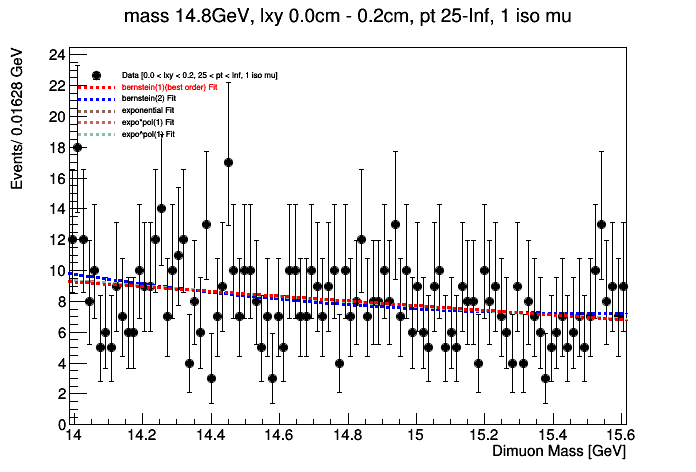 mass 14.8GeV, lxy 0.0cm - 0.2cm, pt 25-Inf, 1 iso mu
Events/ 0.01628 GeV
24
22
20
18
16
14
12
10
8
6
4
2
0
Data [0.0 < lxy < 0.2, 25 < pt < Inf, 1 iso mu]
bernstein(1)(best order) Fit
bernstein(2) Fit
exponential Fit
expo*pol(1) Fit
expo^pol(1) Fit
14 14.2 14.4 14.6 14.8 15 15.2 15.4 15.6
Dimuon Mass [GeV]